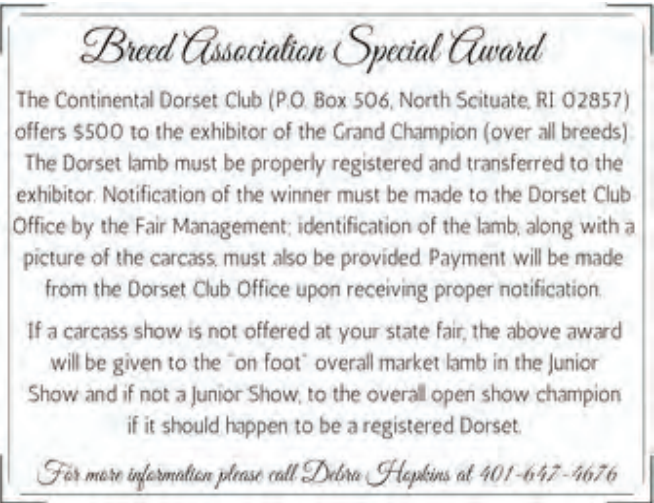 Breed Association Special Award
The Continental Dorset Club (P.O. Box 506, North Scituate, RI 02857)
offers $500 to the exhibitor of the Grand Champion (over all breeds).
The Dorset lamb must be properly registered and transferred to the
exhibitor. Notification of the winner must be made to the Dorset Club
Office by the Fair Management; identification of the lamb, along with a
picture of the carcass, must also be provided. Payment will be made
from the Dorset Club Office upon receiving proper notification.
If a carcass show is not offered at your state fair, the above award
will be given to the "on foot" overall market lamb in the Junior
Show and if not a Junior Show, to the overall open show champion
if it should happen to be a registered Dorset.
For more information please call Debra Hopkins at 401-647-4676